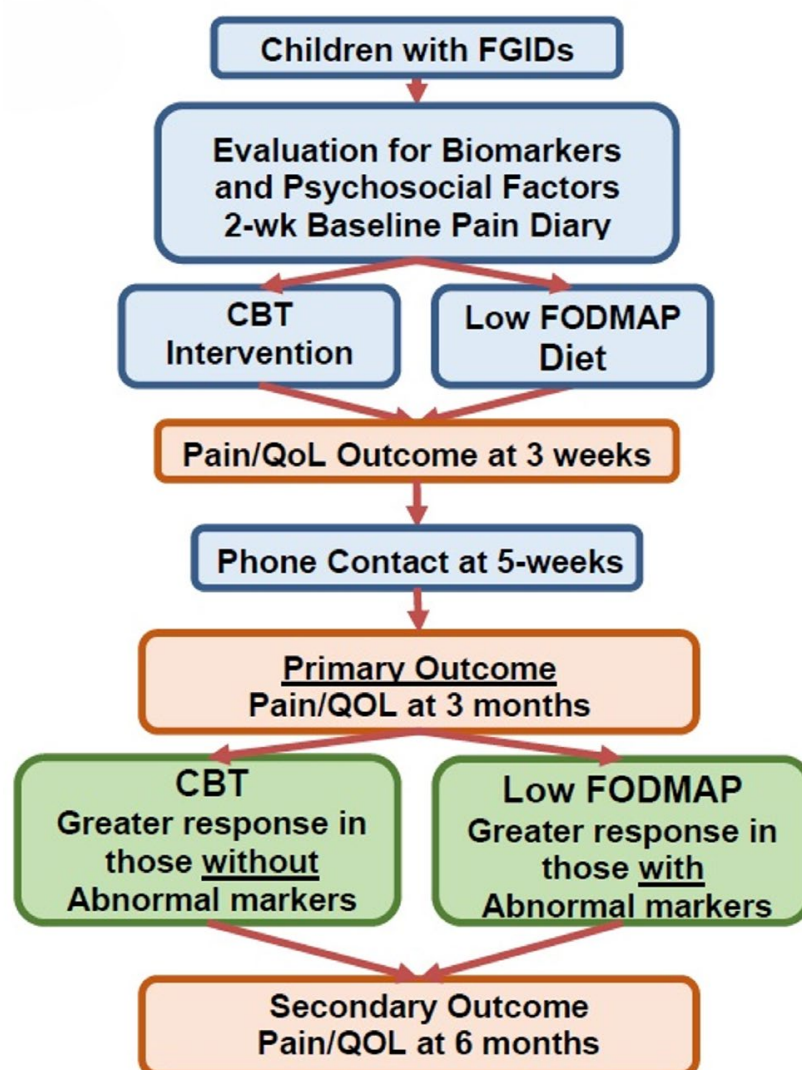 Children with FGIDs
Evaluation for Biomarkers
and Psychosocial Factors
2-wk Baseline Pain Diary
CBT
Intervention
Low FODMAP
Diet
Pain/QoL Outcome at 3 weeks
Phone Contact at 5-weeks
Primary Outcome
Pain/QOL at 3 months
CBT
Greater response in
those without
Abnormal markers
Low FODMAP
Greater response in
those with
Abnormal markers
Secondary Outcome
Pain/QOL at 6 months